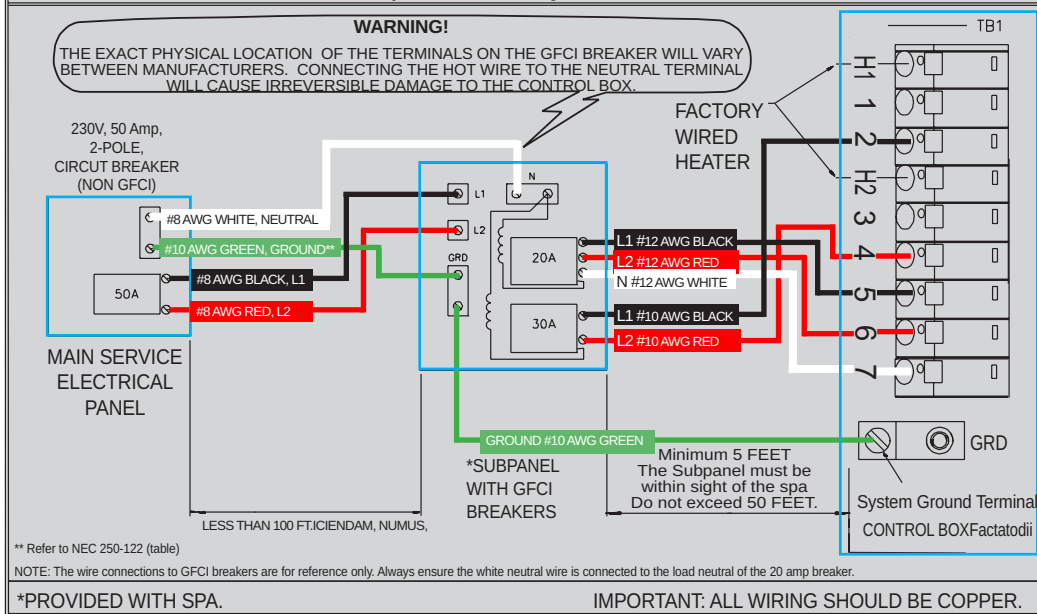 WARNING!
THE EXACT PHYSICAL LOCATION OF THE TERMINALS ON THE GFCI BREAKER WILL VARY
BETWEEN MANUFACTURERS. CONNECTING THE HOT WIRE TO THE NEUTRAL TERMINAL
WILL CAUSE IRREVERSIBLE DAMAGE TO THE CONTROL BOX.
230V, 50 Amp,
2-POLE,
CIRCUT BREAKER
(NON GFCI)
#8 AWG WHITE, NEUTRAL
#10 AWG GREEN, GROUND**
50A
#8 AWG BLACK, L1
#8 AWG RED, L2
MAIN SERVICE
ELECTRICAL
PANEL
N
L1
L2
GRD
20A
30A
L1 #12 AWG BLACK
L2 #12 AWG RED
N #12 AWG WHITE
L1 #10 AWG BLACK
L2 #10 AWG RED
GROUND #10 AWG GREEN
*SUBPANEL
WITH GFCI
BREAKERS
FACTORY
WIRED
HEATER
TB1
H1
1
2
H2
3
4
5
6
7
GRD
System Ground Terminal
CONTROL BOXFactatodii
Minimum 5 FEET
The Subpanel must be
within sight of the spa
Do not exceed 50 FEET.
LESS THAN 100 FT.ICIENDAM, NUMUS,
** Refer to NEC 250-122 (table)
NOTE: The wire connections to GFCI breakers are for reference only. Always ensure the white neutral wire is connected to the load neutral of the 20 amp breaker.
*PROVIDED WITH SPA.
IMPORTANT: ALL WIRING SHOULD BE COPPER.